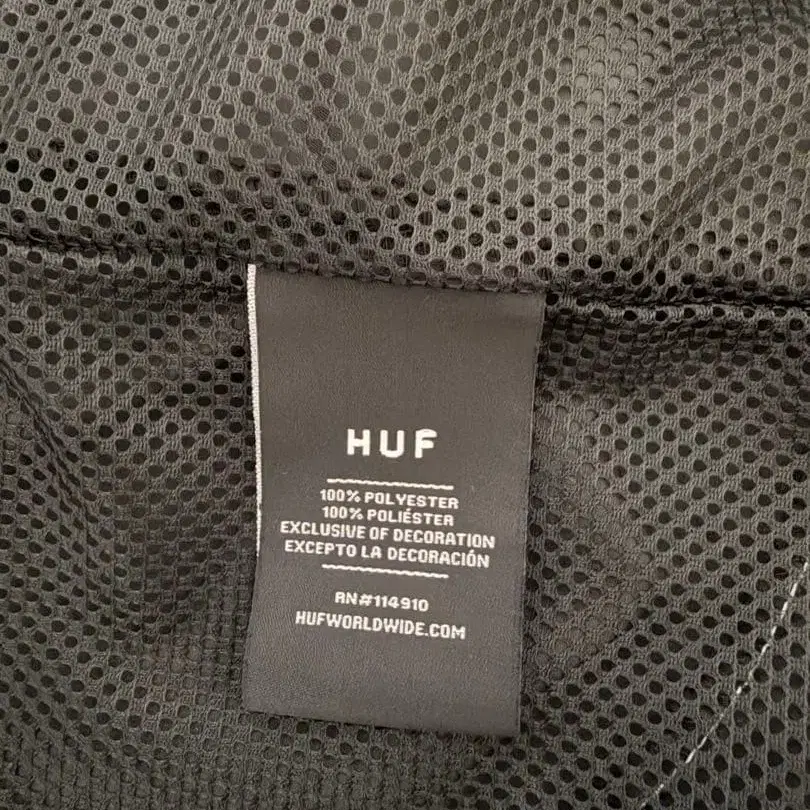 HUF
100% POLYESTER
100% POLIÉSTER
EXCLUSIVE OF DECORATION
EXCEPTO LA DECORACIÓN
RN#114910
HUFWORLDWIDE.COM